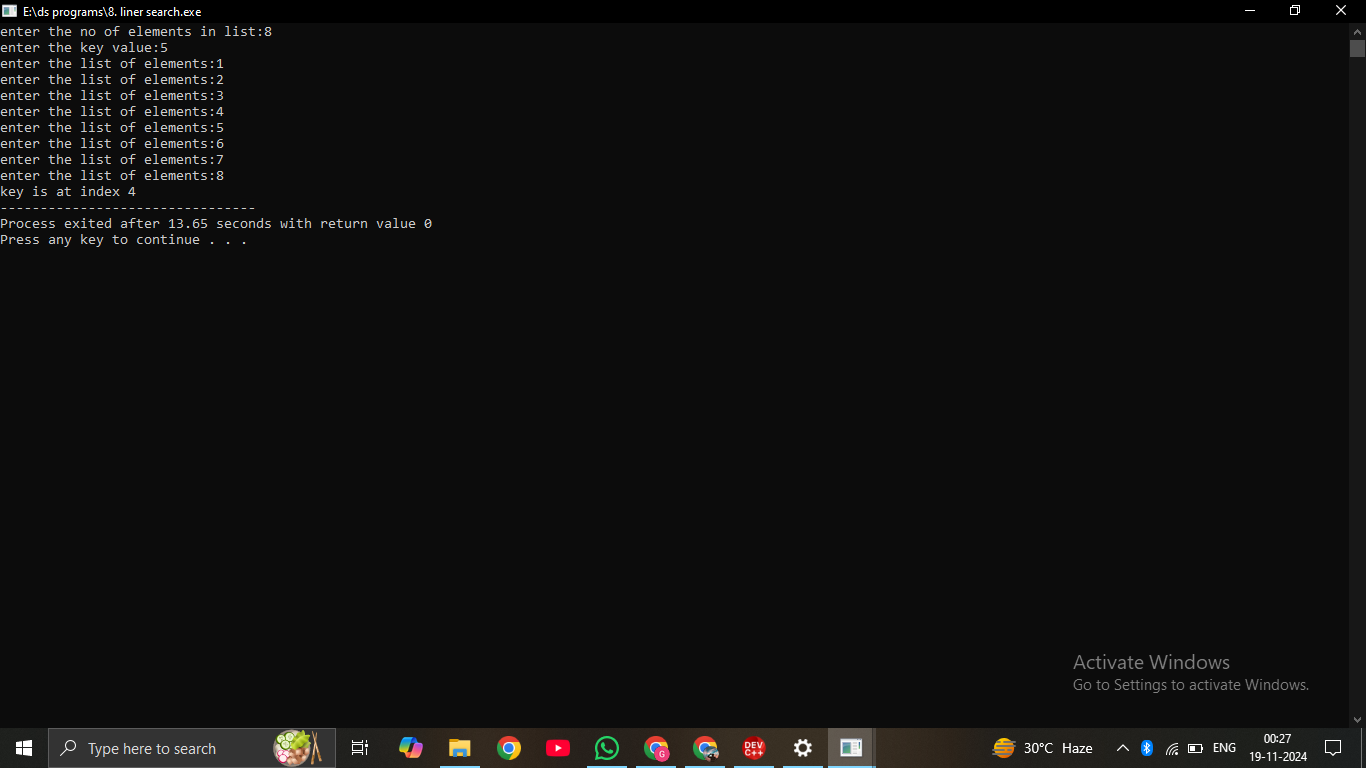 E:\ds programs\8. liner search.exe
enter the no of elements in list:8
enter the key value:5
enter the list of elements:1
enter the list of elements:2
enter the list of elements:3
enter the list of elements:4
enter the list of elements:5
enter the list of elements:6
enter the list of elements:7
enter the list of elements:8
key is at index 4
--------------------------------
Process exited after 13.65 seconds with return value 0
Press any key to continue . . .
Activate Windows
Go to Settings to activate Windows.
Type here to search
G
DEV
C++
30°C Haze
ENG
00:27
19-11-2024